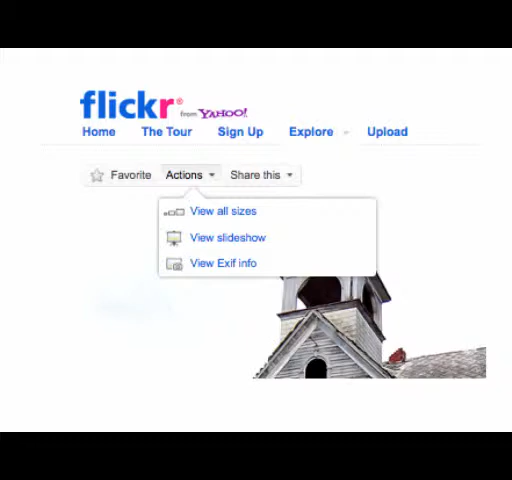 flickr® from YAHOO!
Home The Tour Sign Up Explore Upload
Favorite Actions Share this
View all sizes
View slideshow
View Exif info